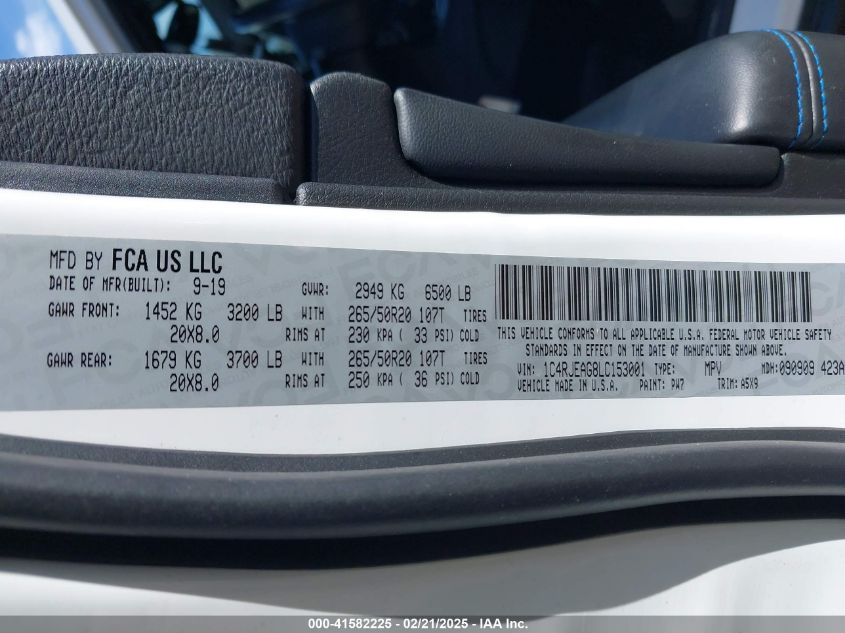 MFD BY FCA US LLC
DATE OF MFR(BUILT): 9-19 GVWR: 2949 KG 6500 LB
GAWR FRONT: 1452 KG 3200 LB WITH 265/50R20 107T TIRES
20X8.0 RIMS AT 230 KPA ( 33 PSI) COLD
GAWR REAR: 1679 KG 3700 LB WITH 265/50R20 107T TIRES
20X8.0 RIMS AT 250 KPA ( 36 PSI) COLD
THIS VEHICLE CONFORMS TO ALL APPLICABLE U.S.A. FEDERAL MOTOR VEHICLE SAFETY
STANDARDS IN EFFECT ON THE DATE OF MANUFACTURE SHOWN ABOVE.
VIN: 1C4RJEAG8LC153001 TYPE: MPV MDH:090909 423A
VEHICLE MADE IN U.S.A. PAINT: PW7 TRIM: A5X9
000-41582225 - 02/21/2025 - IAA Inc.